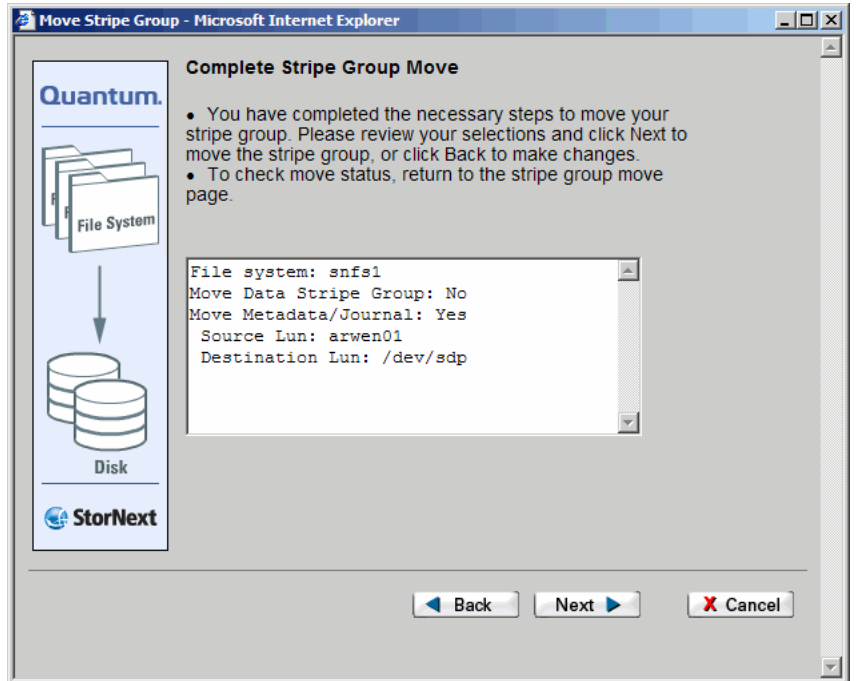 Move Stripe Group - Microsoft Internet Explorer
Quantum.
File System
Disk
StorNext
Complete Stripe Group Move
• You have completed the necessary steps to move your
stripe group. Please review your selections and click Next to
move the stripe group, or click Back to make changes.
• To check move status, return to the stripe group move
page.
File system: snfs1
Move Data Stripe Group: No
Move Metadata/Journal: Yes
Source Lun: arwen01
Destination Lun: /dev/sdp
Back
Next
Cancel